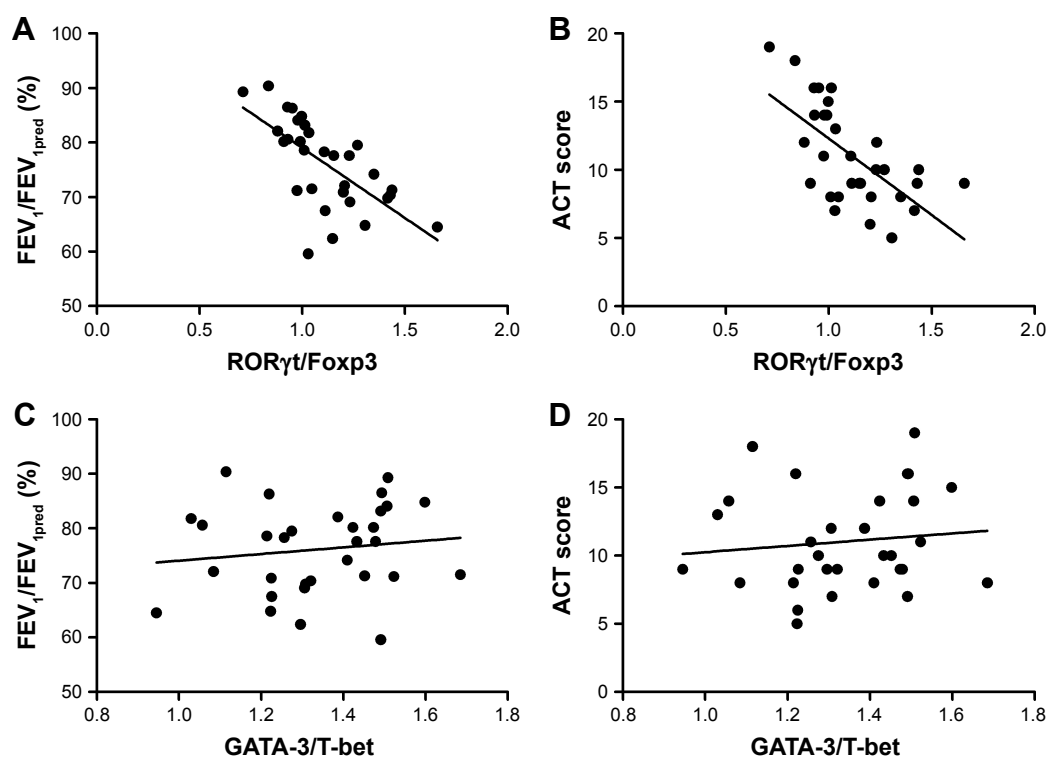 A
B
100
90
80
70
60
50
FEV1/FEV1pred (%)
0.0 0.5 1.0 1.5 2.0
RORγt/Foxp3
20
15
10
5
0
ACT score
0.0 0.5 1.0 1.5 2.0
RORγt/Foxp3
C
D
100
90
80
70
60
50
FEV1/FEV1pred (%)
0.8 1.0 1.2 1.4 1.6 1.8
GATA-3/T-bet
20
15
10
5
0
ACT score
0.8 1.0 1.2 1.4 1.6 1.8
GATA-3/T-bet